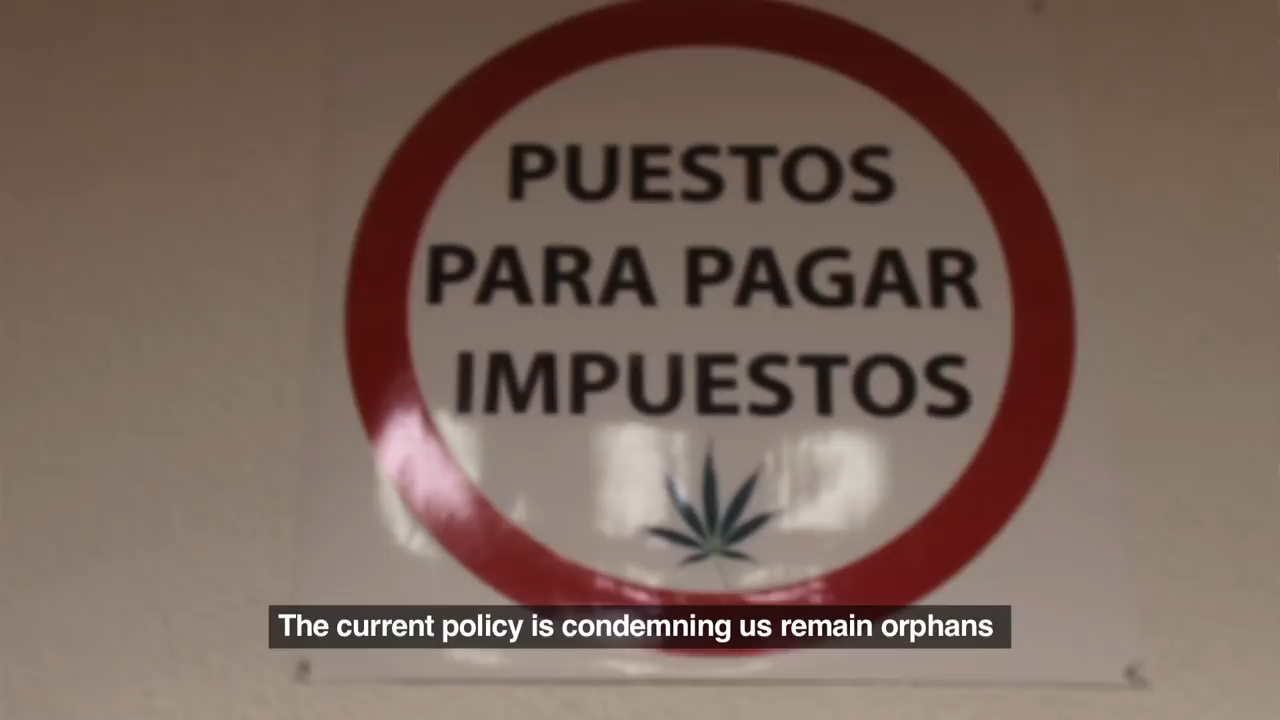 PUESTOS
PARA PAGAR
IMPUESTOS
The current policy is condemning us remain orphans